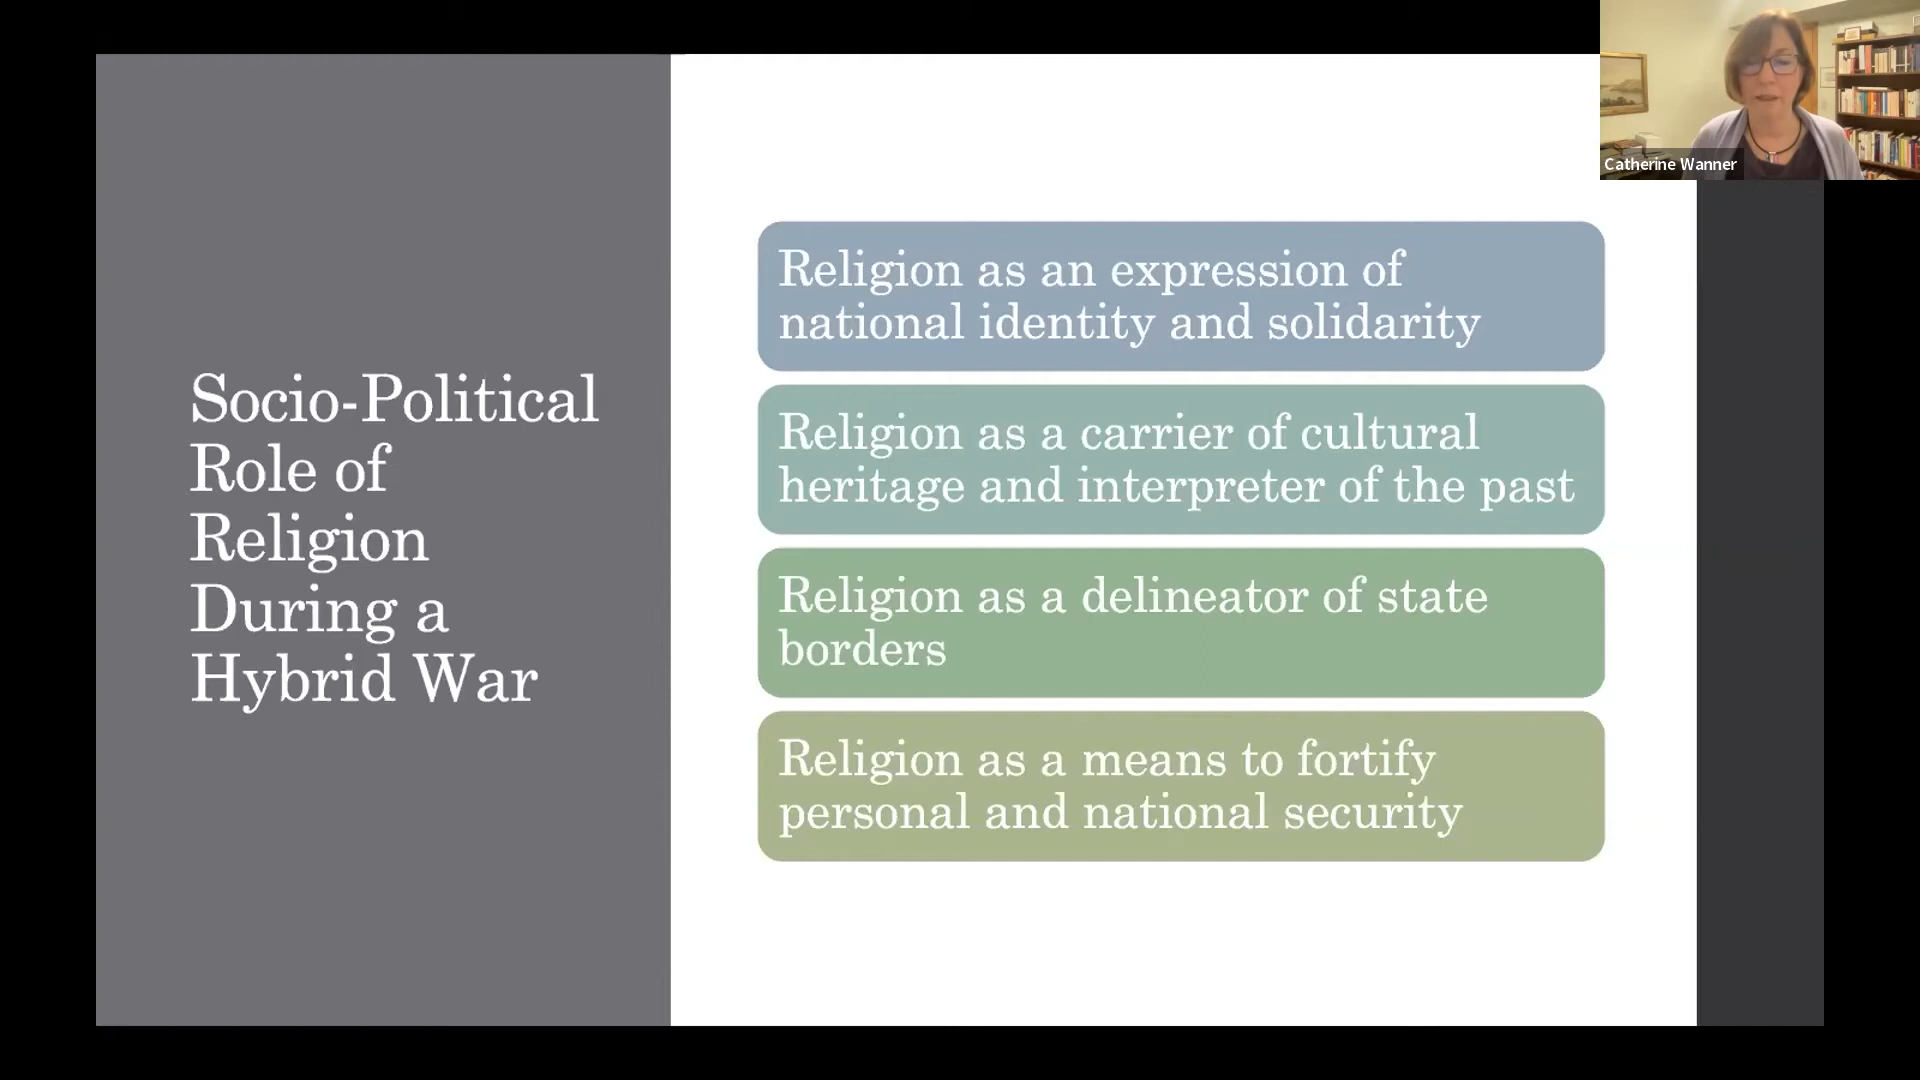 Socio-Political
Role of
Religion
During a
Hybrid War
Religion as an expression of
national identity and solidarity
Religion as a carrier of cultural
heritage and interpreter of the past
Religion as a delineator of state
borders
Religion as a means to fortify
personal and national security
Catherine Wanner